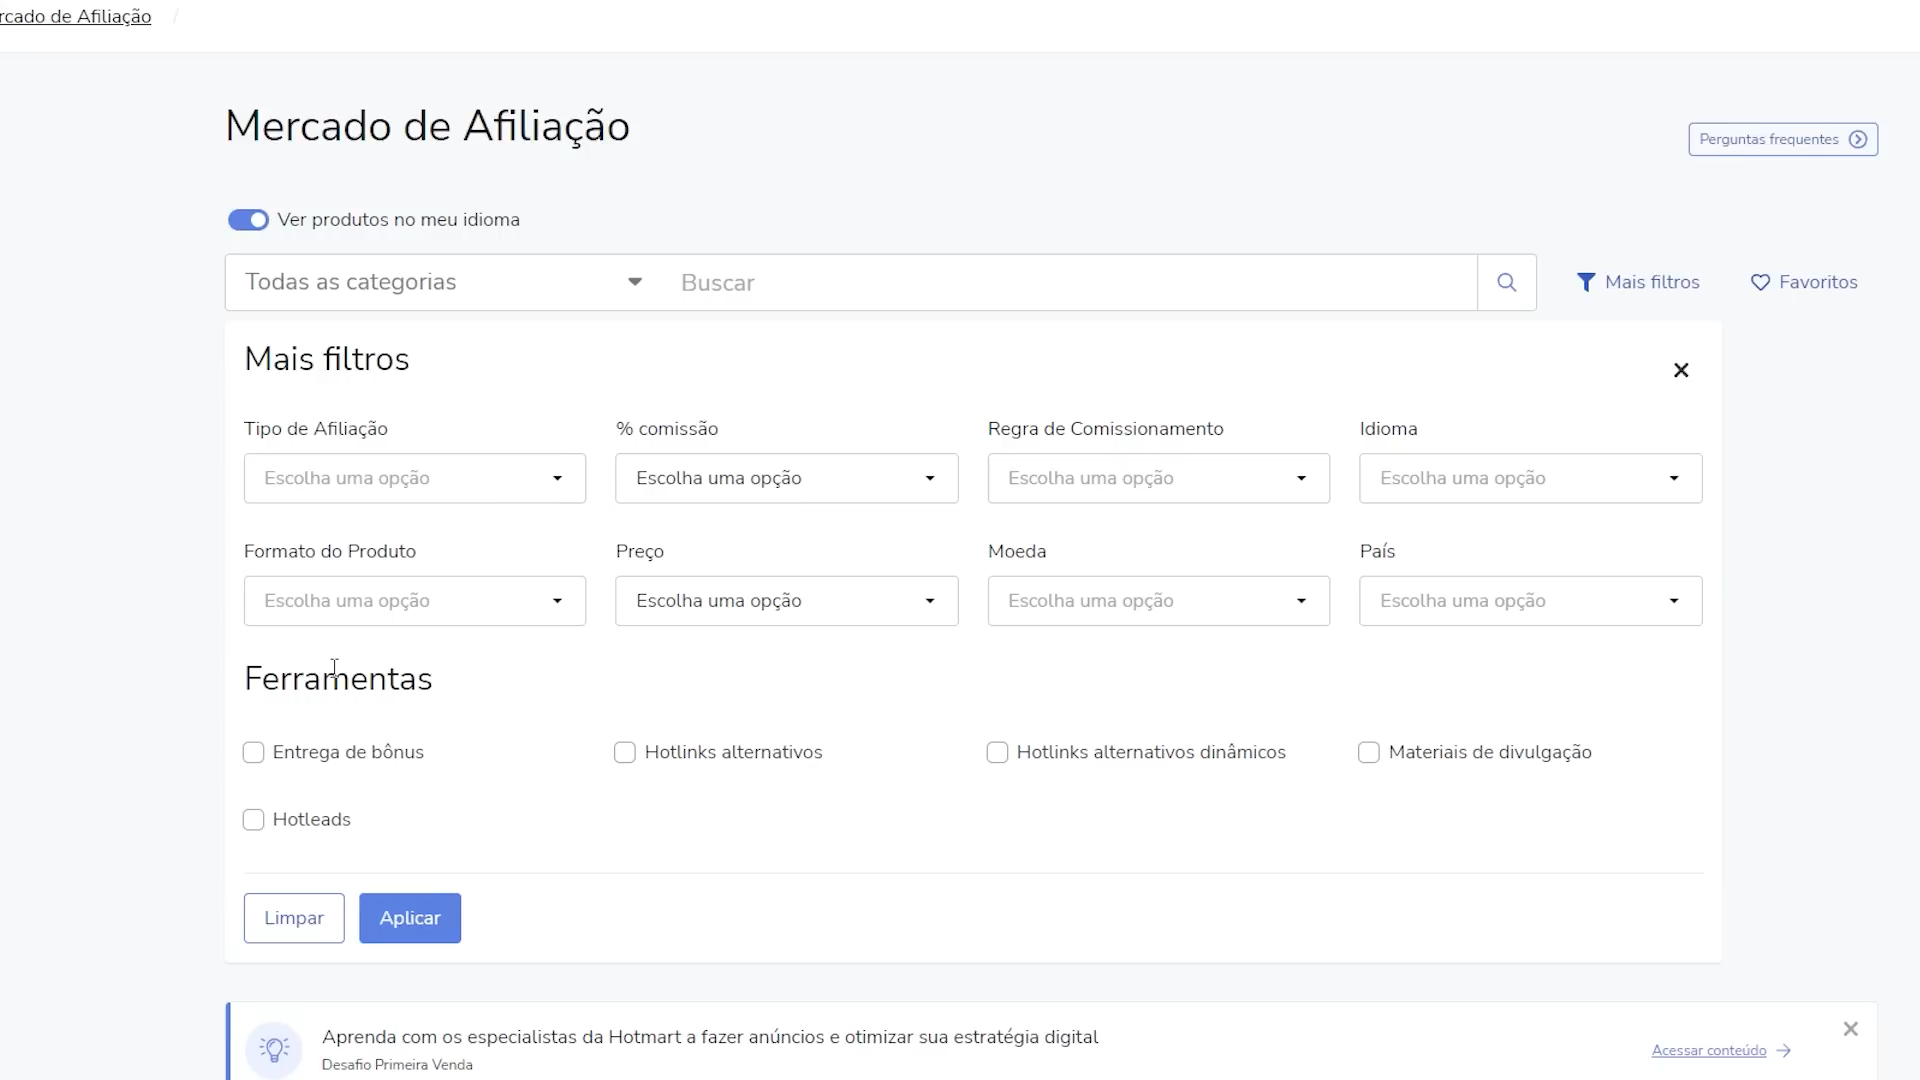 rcado de Afiliação /
Mercado de Afiliação
Perguntas frequentes
Ver produtos no meu idioma
Todas as categorias Buscar Mais filtros Favoritos
Mais filtros
Tipo de Afiliação % comissão Regra de Comissionamento Idioma
Escolha uma opção Escolha uma opção Escolha uma opção Escolha uma opção
Formato do Produto Preço Moeda País
Escolha uma opção Escolha uma opção Escolha uma opção Escolha uma opção
Ferramentas
Entrega de bônus Hotlinks alternativos Hotlinks alternativos dinâmicos Materiais de divulgação
Hotleads
Limpar Aplicar
Aprenda com os especialistas da Hotmart a fazer anúncios e otimizar sua estratégia digital
Desafio Primeira Venda
Acessar conteúdo